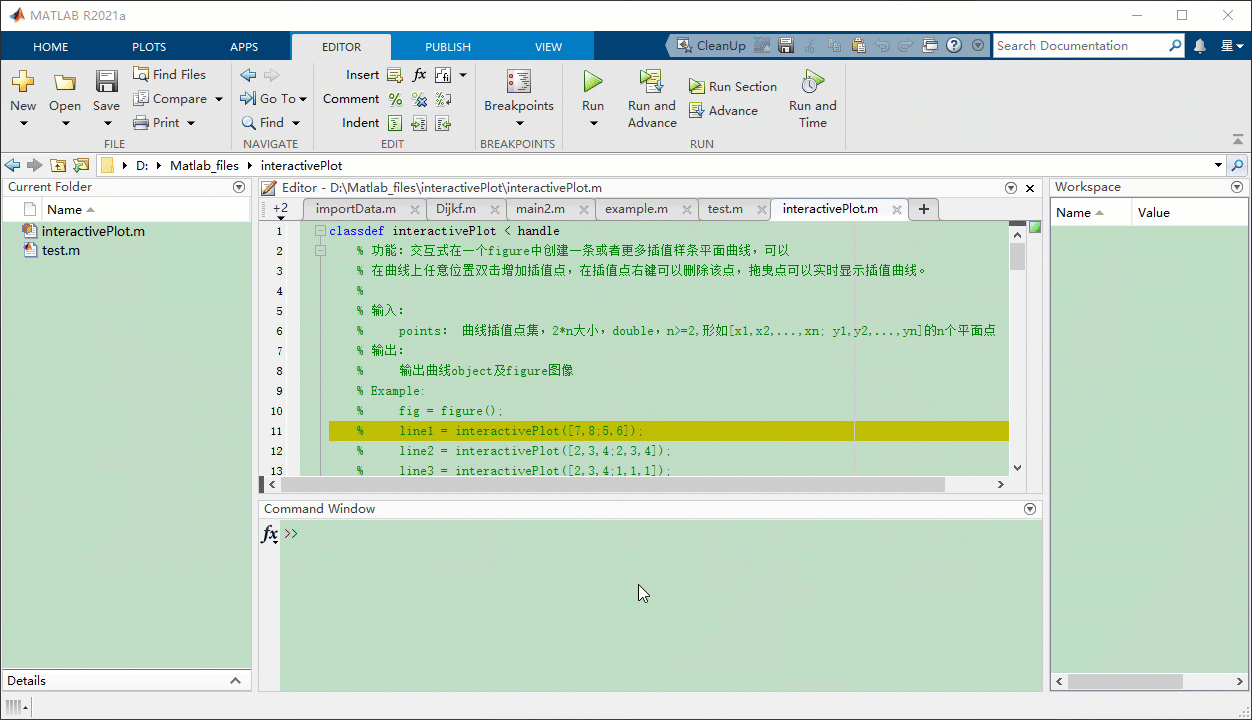 MATLAB R2021a
HOME PLOTS APPS EDITOR PUBLISH VIEW CleanUp Search Documentation 星
New Open Save Find Files Compare Print
FILE
Go To Find
NAVIGATE
Insert fx
Comment
Indent
EDIT
Breakpoints
BREAKPOINTS
Run Run and Advance Run Section Advance Run and Time
RUN
D: Matlab_files interactivePlot
Current Folder
Name
interactivePlot.m
test.m
Details
Editor - D:\Matlab_files\interactivePlot\interactivePlot.m
+2 importData.m Dijkf.m main2.m example.m test.m interactivePlot.m +
1 classdef interactivePlot < handle
2 % 功能：交互式在一个figure中创建一条或者更多插值样条平面曲线，可以
3 % 在曲线上任意位置双击增加插值点，在插值点右键可以删除该点，拖曳点可以实时显示插值曲线。
4 %
5 % 输入：
6 % points： 曲线插值点集，2*n大小，double，n>=2,形如[x1,x2,...,xn; y1,y2,...,yn]的n个平面点
7 % 输出：
8 % 输出曲线object及figure图像
9 % Example:
10 % fig = figure();
11 % line1 = interactivePlot([7,8;5,6]);
12 % line2 = interactivePlot([2,3,4;2,3,4]);
13 % line3 = interactivePlot([2,3,4;1,1,1]);
Command Window
fx >>
Workspace
Name Value